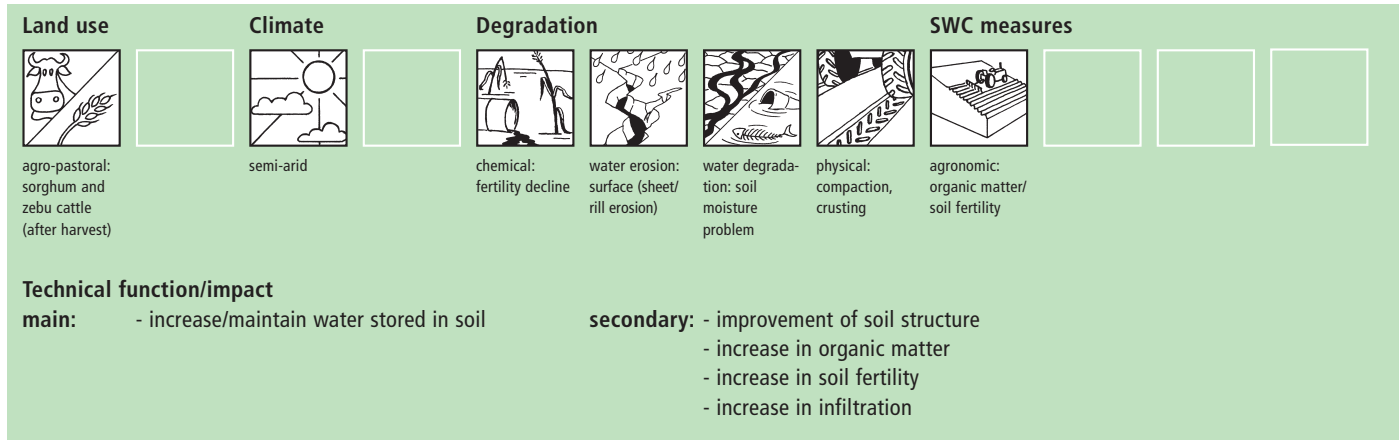 Land use
Climate
Degradation
SWC measures
agro-pastoral:
sorghum and
zebu cattle
(after harvest)
semi-arid
chemical:
fertility decline
water erosion:
surface (sheet/
rill erosion)
water degrada-
tion: soil
moisture
problem
physical:
compaction,
crusting
agronomic:
organic matter/
soil fertility
Technical function/impact
main: - increase/maintain water stored in soil
secondary: - improvement of soil structure
- increase in organic matter
- increase in soil fertility
- increase in infiltration